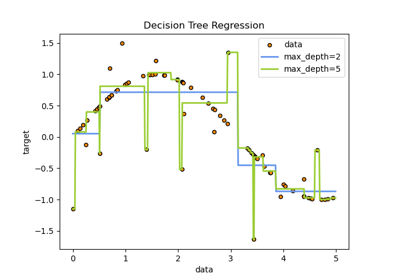 Decision Tree Regression
data
max_depth=2
max_depth=5
target
1.5
1.0
0.5
0.0
−0.5
−1.0
−1.5
0 1 2 3 4 5
data